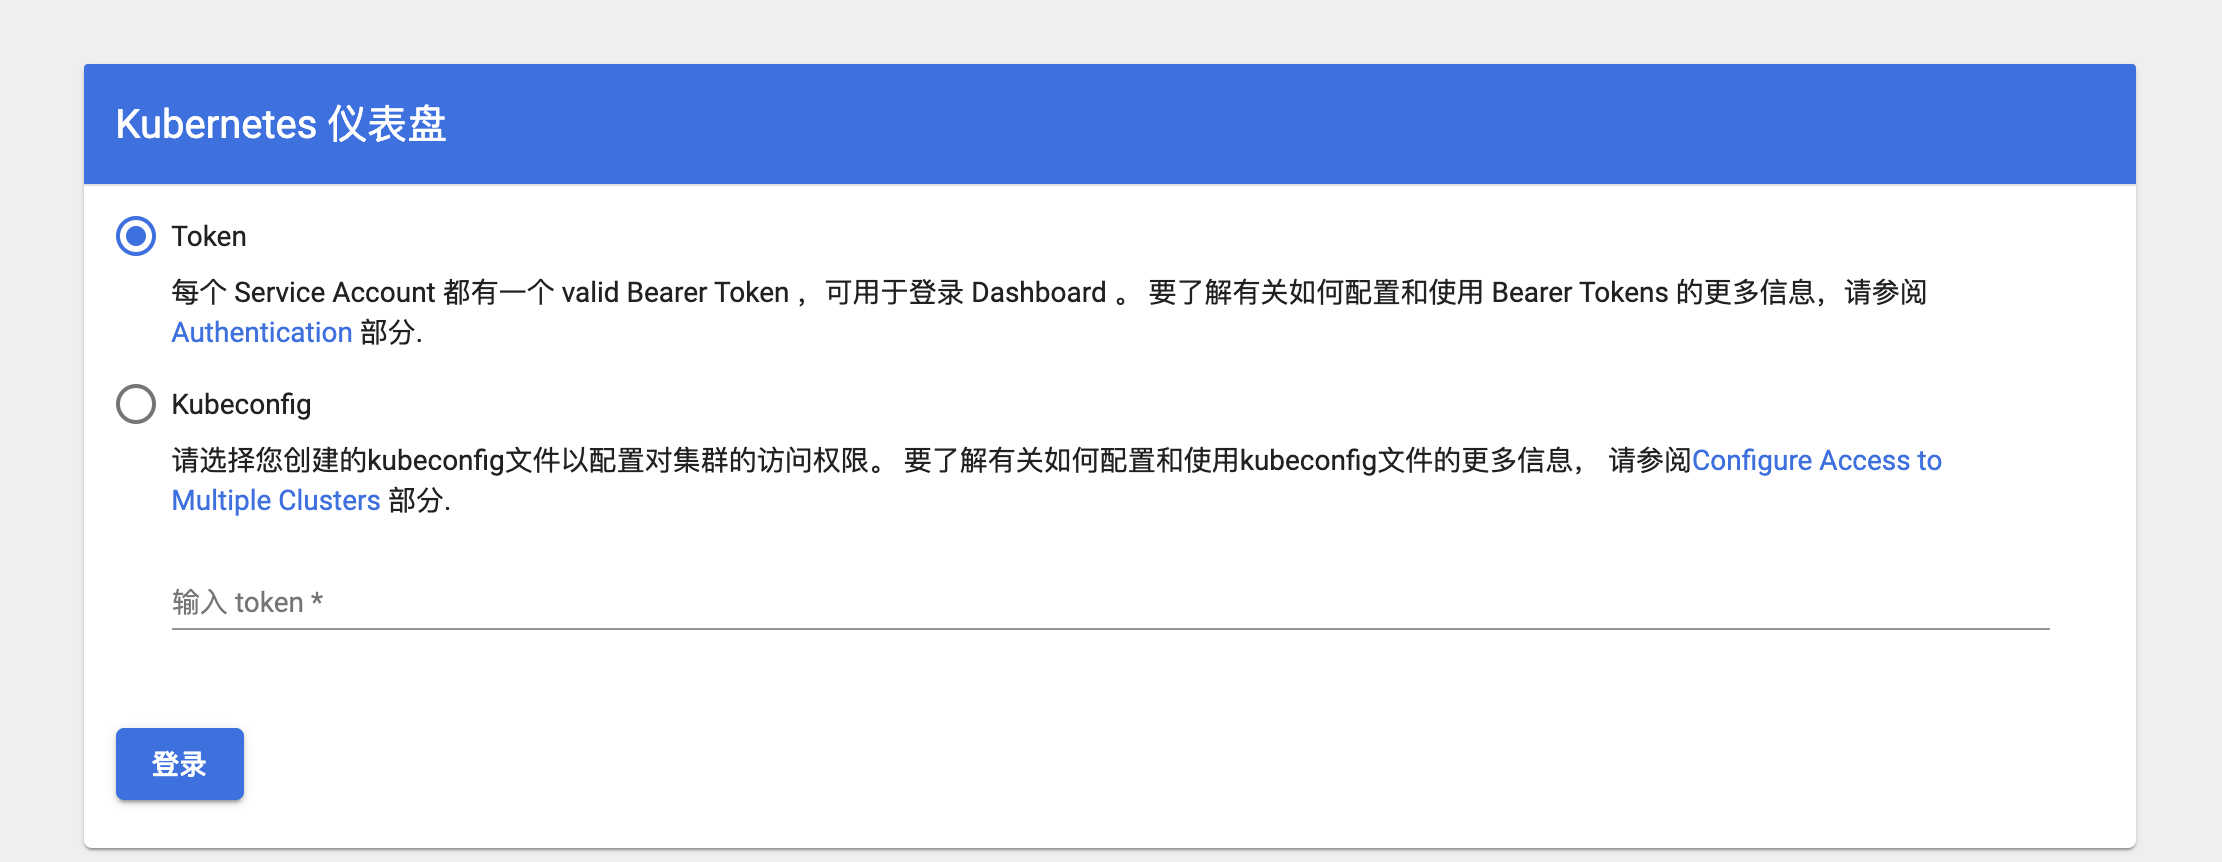 Kubernetes 仪表盘
Token
每个 Service Account 都有一个 valid Bearer Token ，可用于登录 Dashboard 。 要了解有关如何配置和使用 Bearer Tokens 的更多信息，请参阅
Authentication 部分.
Kubeconfig
请选择您创建的kubeconfig文件以配置对集群的访问权限。 要了解有关如何配置和使用kubeconfig文件的更多信息， 请参阅Configure Access to
Multiple Clusters 部分.
输入 token *
登录